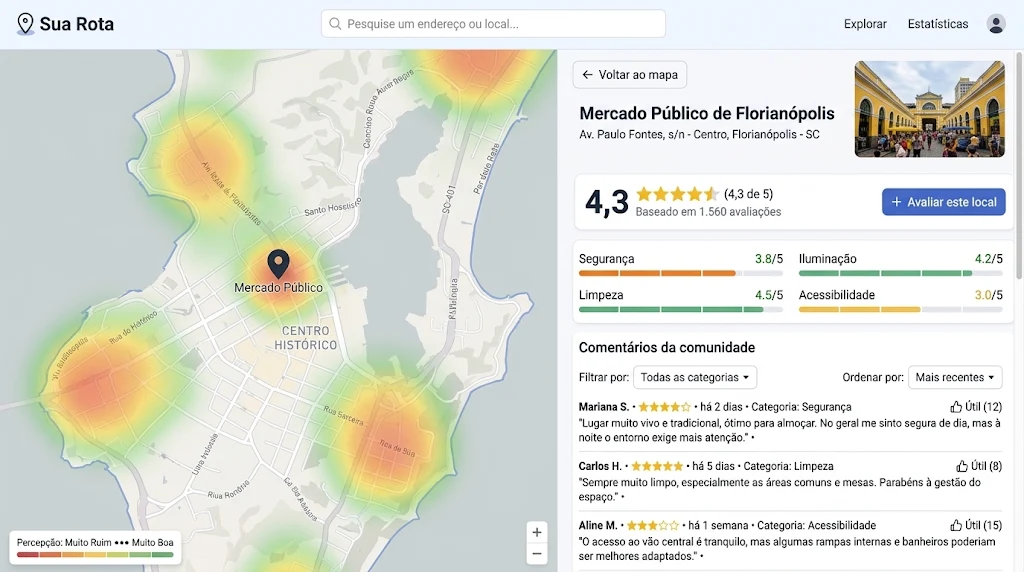 Sua Rota
Pesquise um endereço ou local...
Explorar
Estatísticas
Santo
SC-401
Mercado Público
CENTRO
HISTÓRICO
Rua do Histórico
Rua
Percepção: Muito Ruim ••• Muito Boa
+
−
← Voltar ao mapa
Mercado Público de Florianópolis
Av. Paulo Fontes, s/n - Centro, Florianópolis - SC
4,3
(4,3 de 5)
Baseado em 1.560 avaliações
+ Avaliar este local
Segurança 3.8/5
Iluminação 4.2/5
Limpeza 4.5/5
Acessibilidade 3.0/5
Comentários da comunidade
Filtrar por: Todas as categorias
Ordenar por: Mais recentes
Mariana S. • ★★★★☆ • há 2 dias • Categoria: Segurança Útil (12)
"Lugar muito vivo e tradicional, ótimo para almoçar. No geral me sinto segura de dia, mas à
noite o entorno exige mais atenção." •
Carlos H. • ★★★★★ • há 5 dias • Categoria: Limpeza Útil (8)
"Sempre muito limpo, especialmente as áreas comuns e mesas. Parabéns à gestão do
espaço." •
Aline M. • ★★★☆☆ • há 1 semana • Categoria: Acessibilidade Útil (15)
"O acesso ao vão central é tranquilo, mas algumas rampas internas e banheiros poderiam
ser melhores adaptados." •